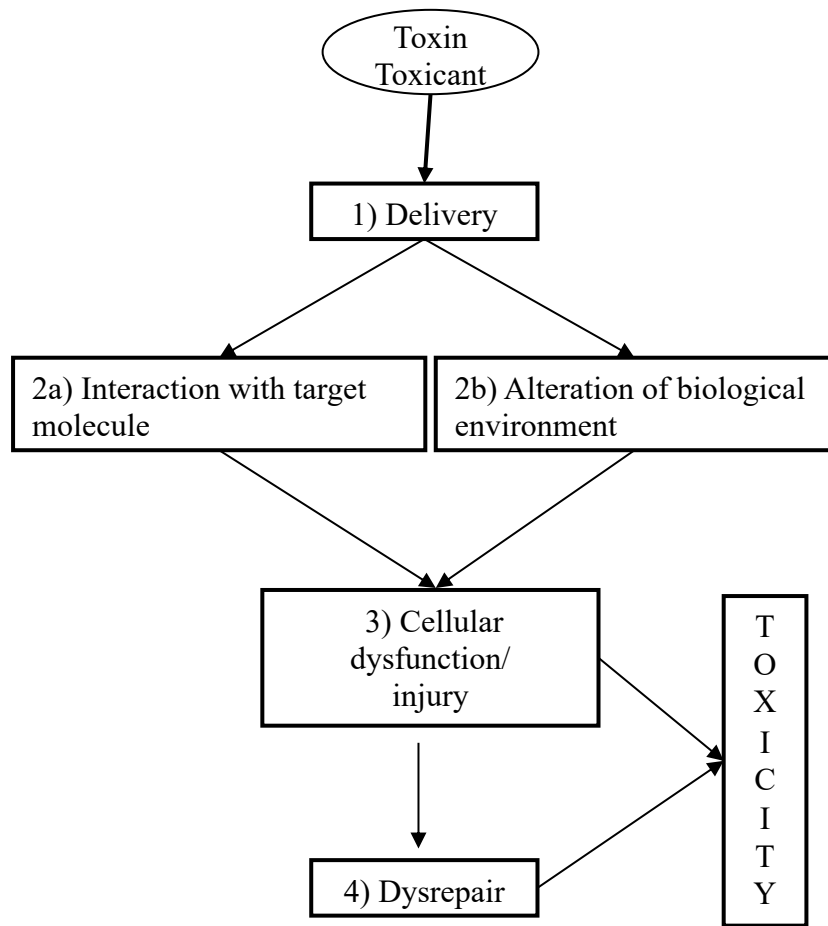 Toxin
Toxicant
1) Delivery
2a) Interaction with target
molecule
2b) Alteration of biological
environment
3) Cellular
dysfunction/
injury
T
O
X
I
C
I
T
Y
4) Dysrepair